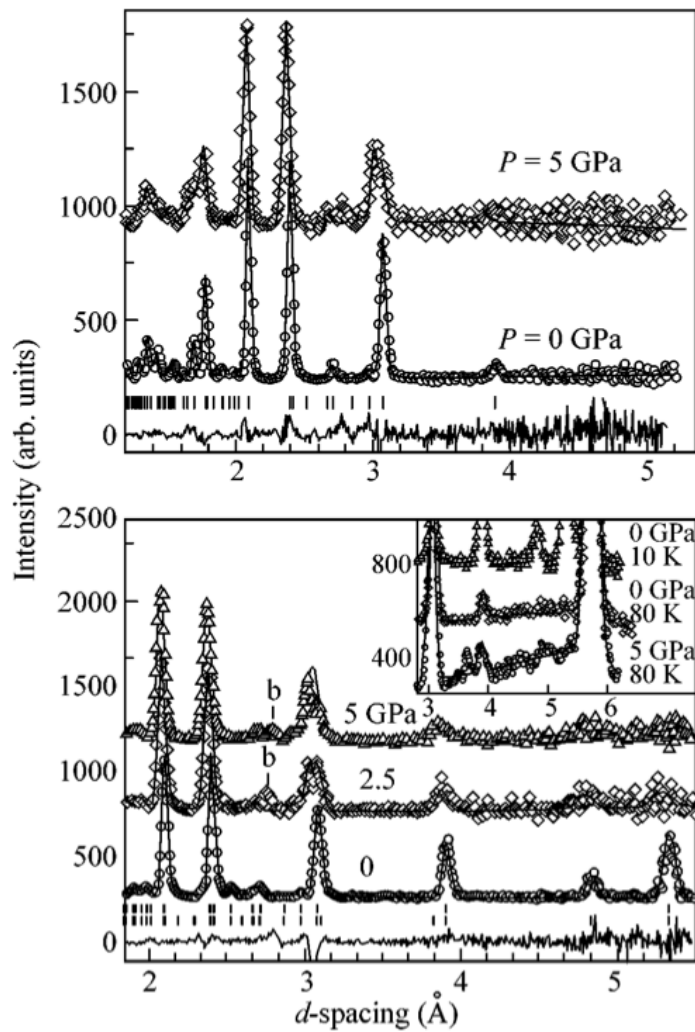 1500
1000
500
0
P = 5 GPa
P = 0 GPa
2 3 4 5
Intensity (arb. units)
2500
2000
1500
1000
500
0
b
5 GPa
b
2.5
0
800
400
0 GPa
10 K
0 GPa
80 K
5 GPa
80 K
3 4 5 6
2 3 4 5
d-spacing (Å)